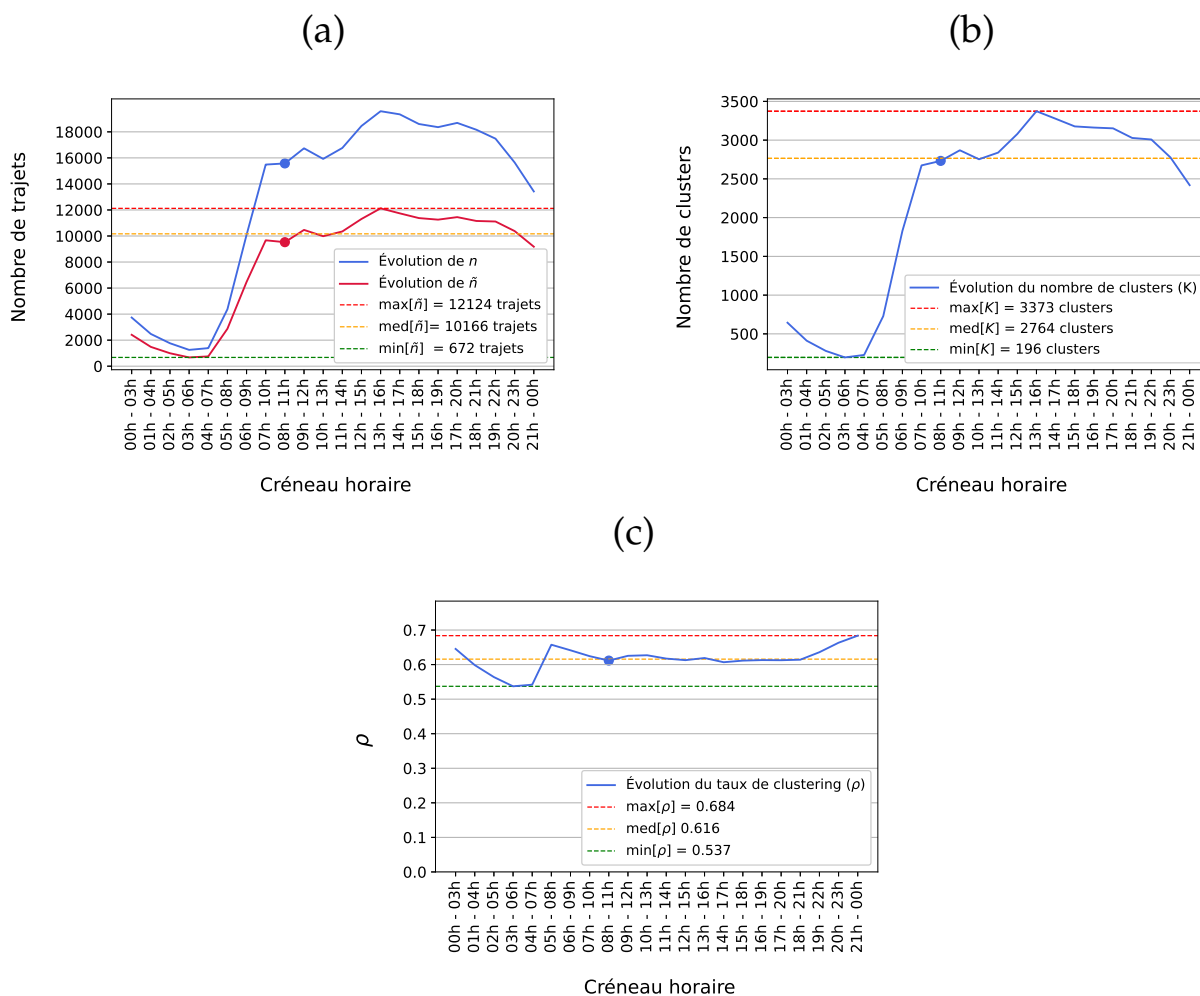 (a)
18000
16000
14000
12000
10000
8000
6000
4000
2000
0
Nombre de trajets
Évolution de n
Évolution de ñ
max[ñ] = 12124 trajets
med[ñ]= 10166 trajets
min[ñ] = 672 trajets
00h - 03h
01h - 04h
02h - 05h
03h - 06h
04h - 07h
05h - 08h
06h - 09h
07h - 10h
08h - 11h
09h - 12h
10h - 13h
11h - 14h
12h - 15h
13h - 16h
14h - 17h
15h - 18h
16h - 19h
17h - 20h
18h - 21h
19h - 22h
20h - 23h
21h - 00h
Créneau horaire
(b)
3500
3000
2500
2000
1500
1000
500
Nombre de clusters
Évolution du nombre de clusters (K)
max[K] = 3373 clusters
med[K] = 2764 clusters
min[K] = 196 clusters
00h - 03h
01h - 04h
02h - 05h
03h - 06h
04h - 07h
05h - 08h
06h - 09h
07h - 10h
08h - 11h
09h - 12h
10h - 13h
11h - 14h
12h - 15h
13h - 16h
14h - 17h
15h - 18h
16h - 19h
17h - 20h
18h - 21h
19h - 22h
20h - 23h
21h - 00h
Créneau horaire
(c)
0.7
0.6
0.5
0.4
0.3
0.2
0.1
0.0
ρ
Évolution du taux de clustering (ρ)
max[ρ] = 0.684
med[ρ] 0.616
min[ρ] = 0.537
00h - 03h
01h - 04h
02h - 05h
03h - 06h
04h - 07h
05h - 08h
06h - 09h
07h - 10h
08h - 11h
09h - 12h
10h - 13h
11h - 14h
12h - 15h
13h - 16h
14h - 17h
15h - 18h
16h - 19h
17h - 20h
18h - 21h
19h - 22h
20h - 23h
21h - 00h
Créneau horaire